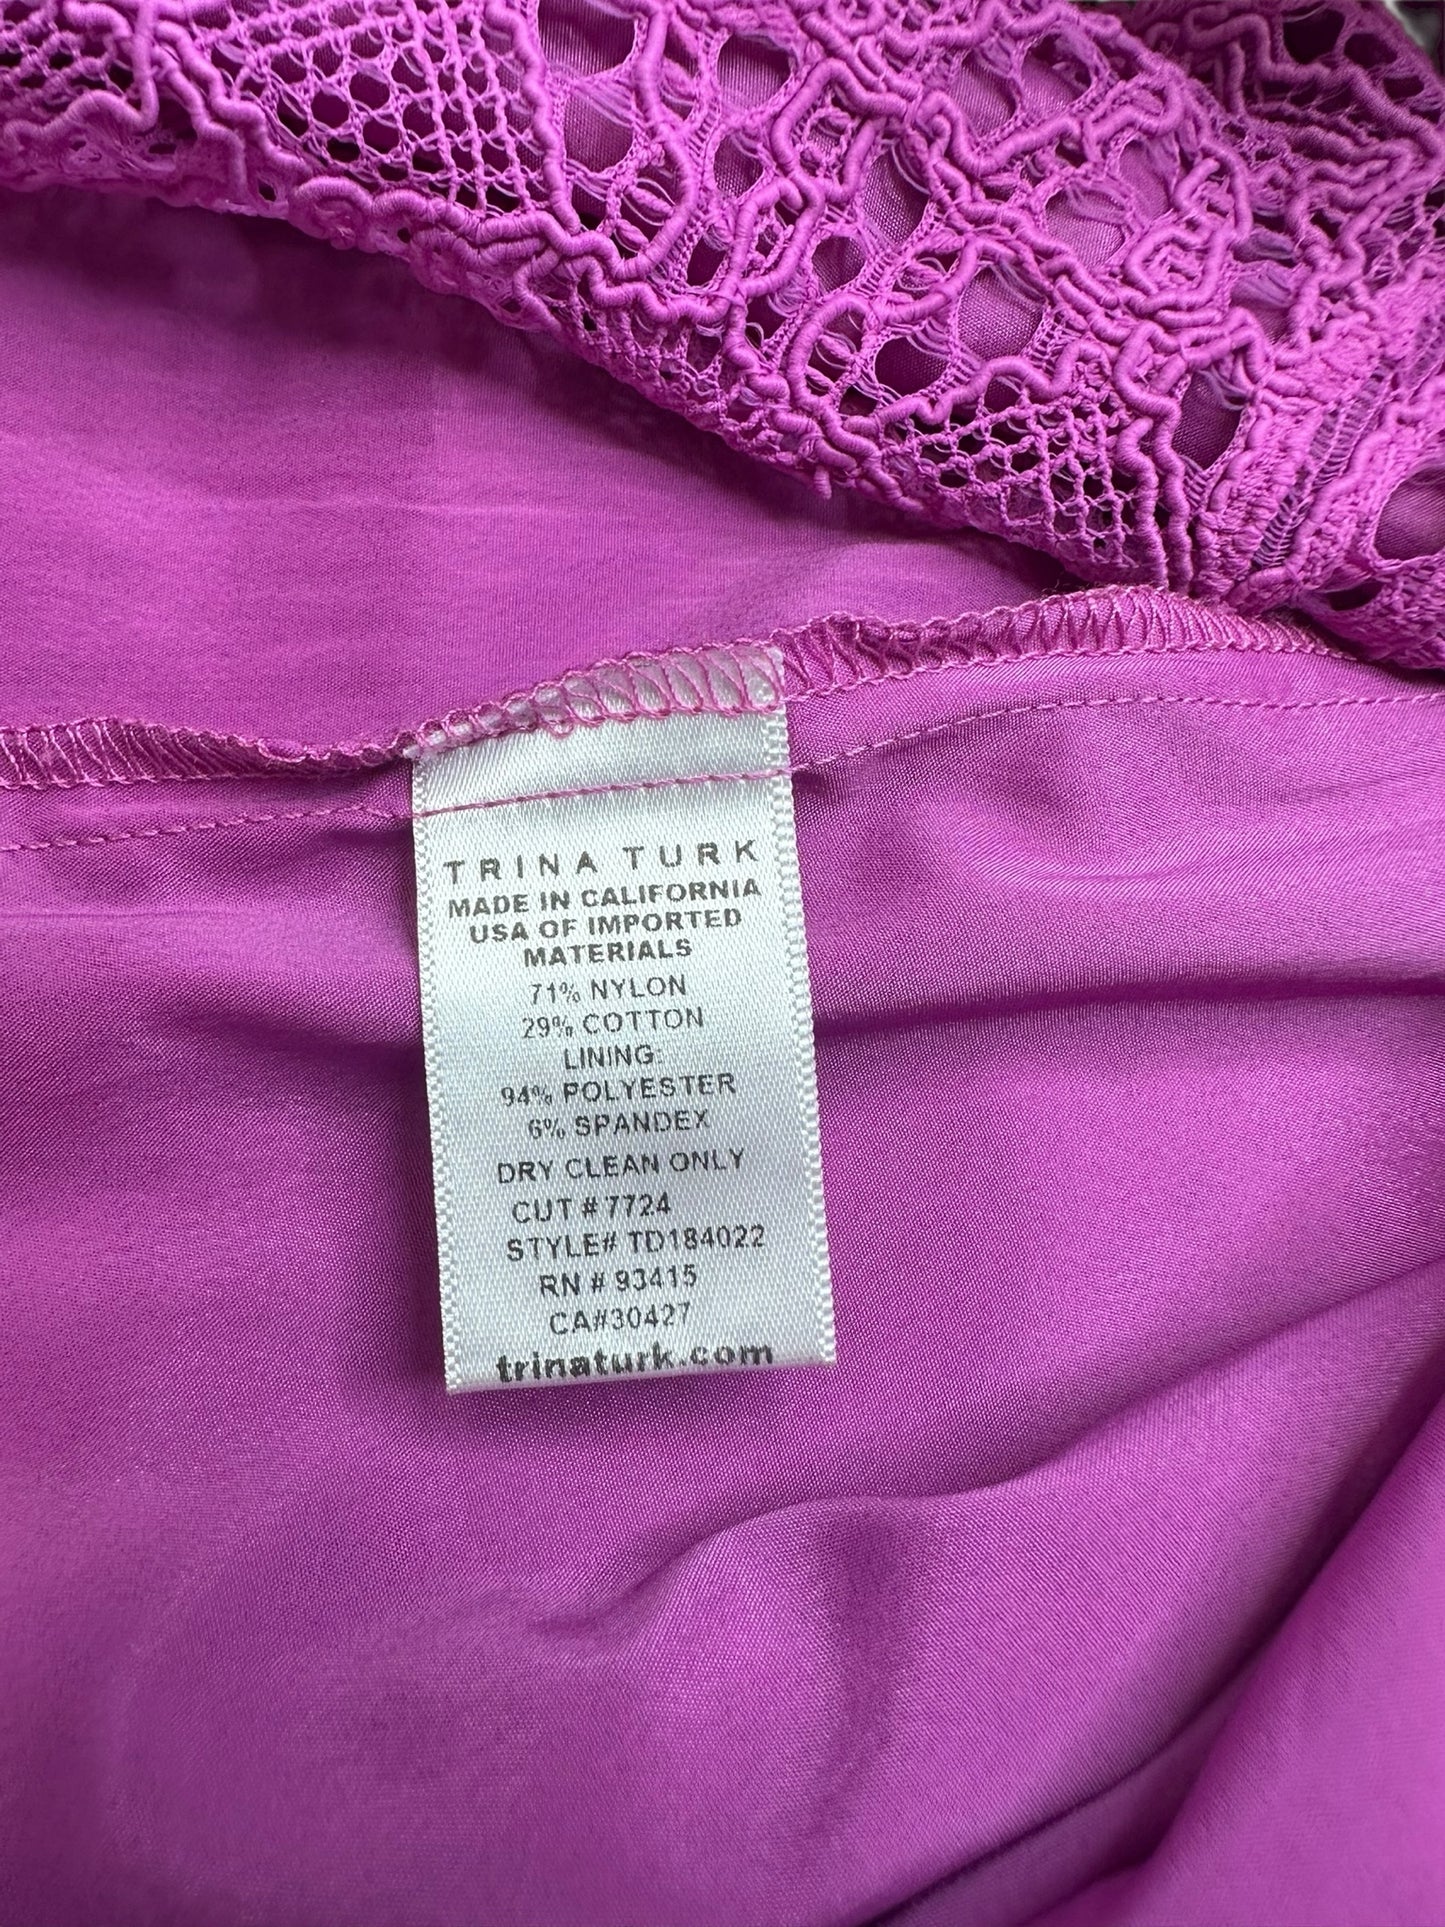 TRINA TURK
MADE IN CALIFORNIA
USA OF IMPORTED
MATERIALS
71% NYLON
29% COTTON
LINING:
94% POLYESTER
6% SPANDEX
DRY CLEAN ONLY
CUT # 7724
STYLE# TD184022
RN # 93415
CA#30427
trinaturk.com